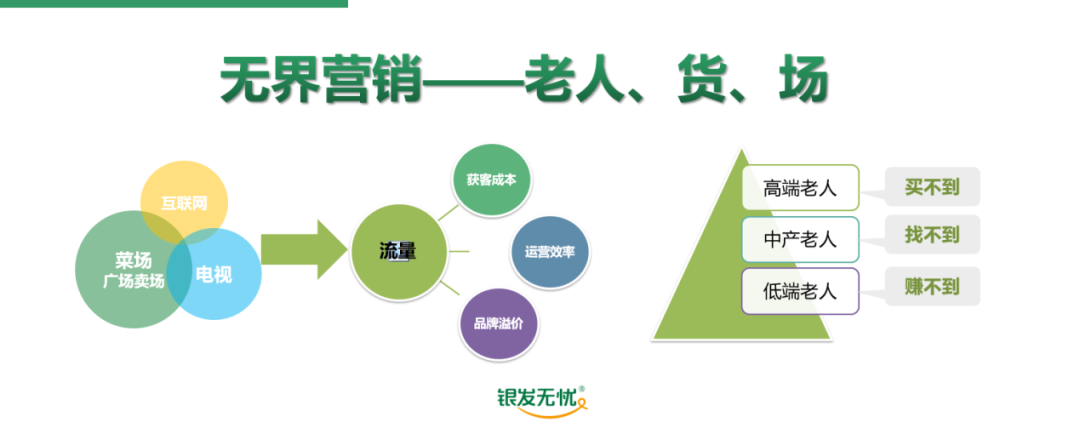 无界营销——老人、货、场
互联网
菜场
广场卖场
电视
流量
获客成本
运营效率
品牌溢价
高端老人
买不到
中产老人
找不到
低端老人
赚不到
银发无忧®